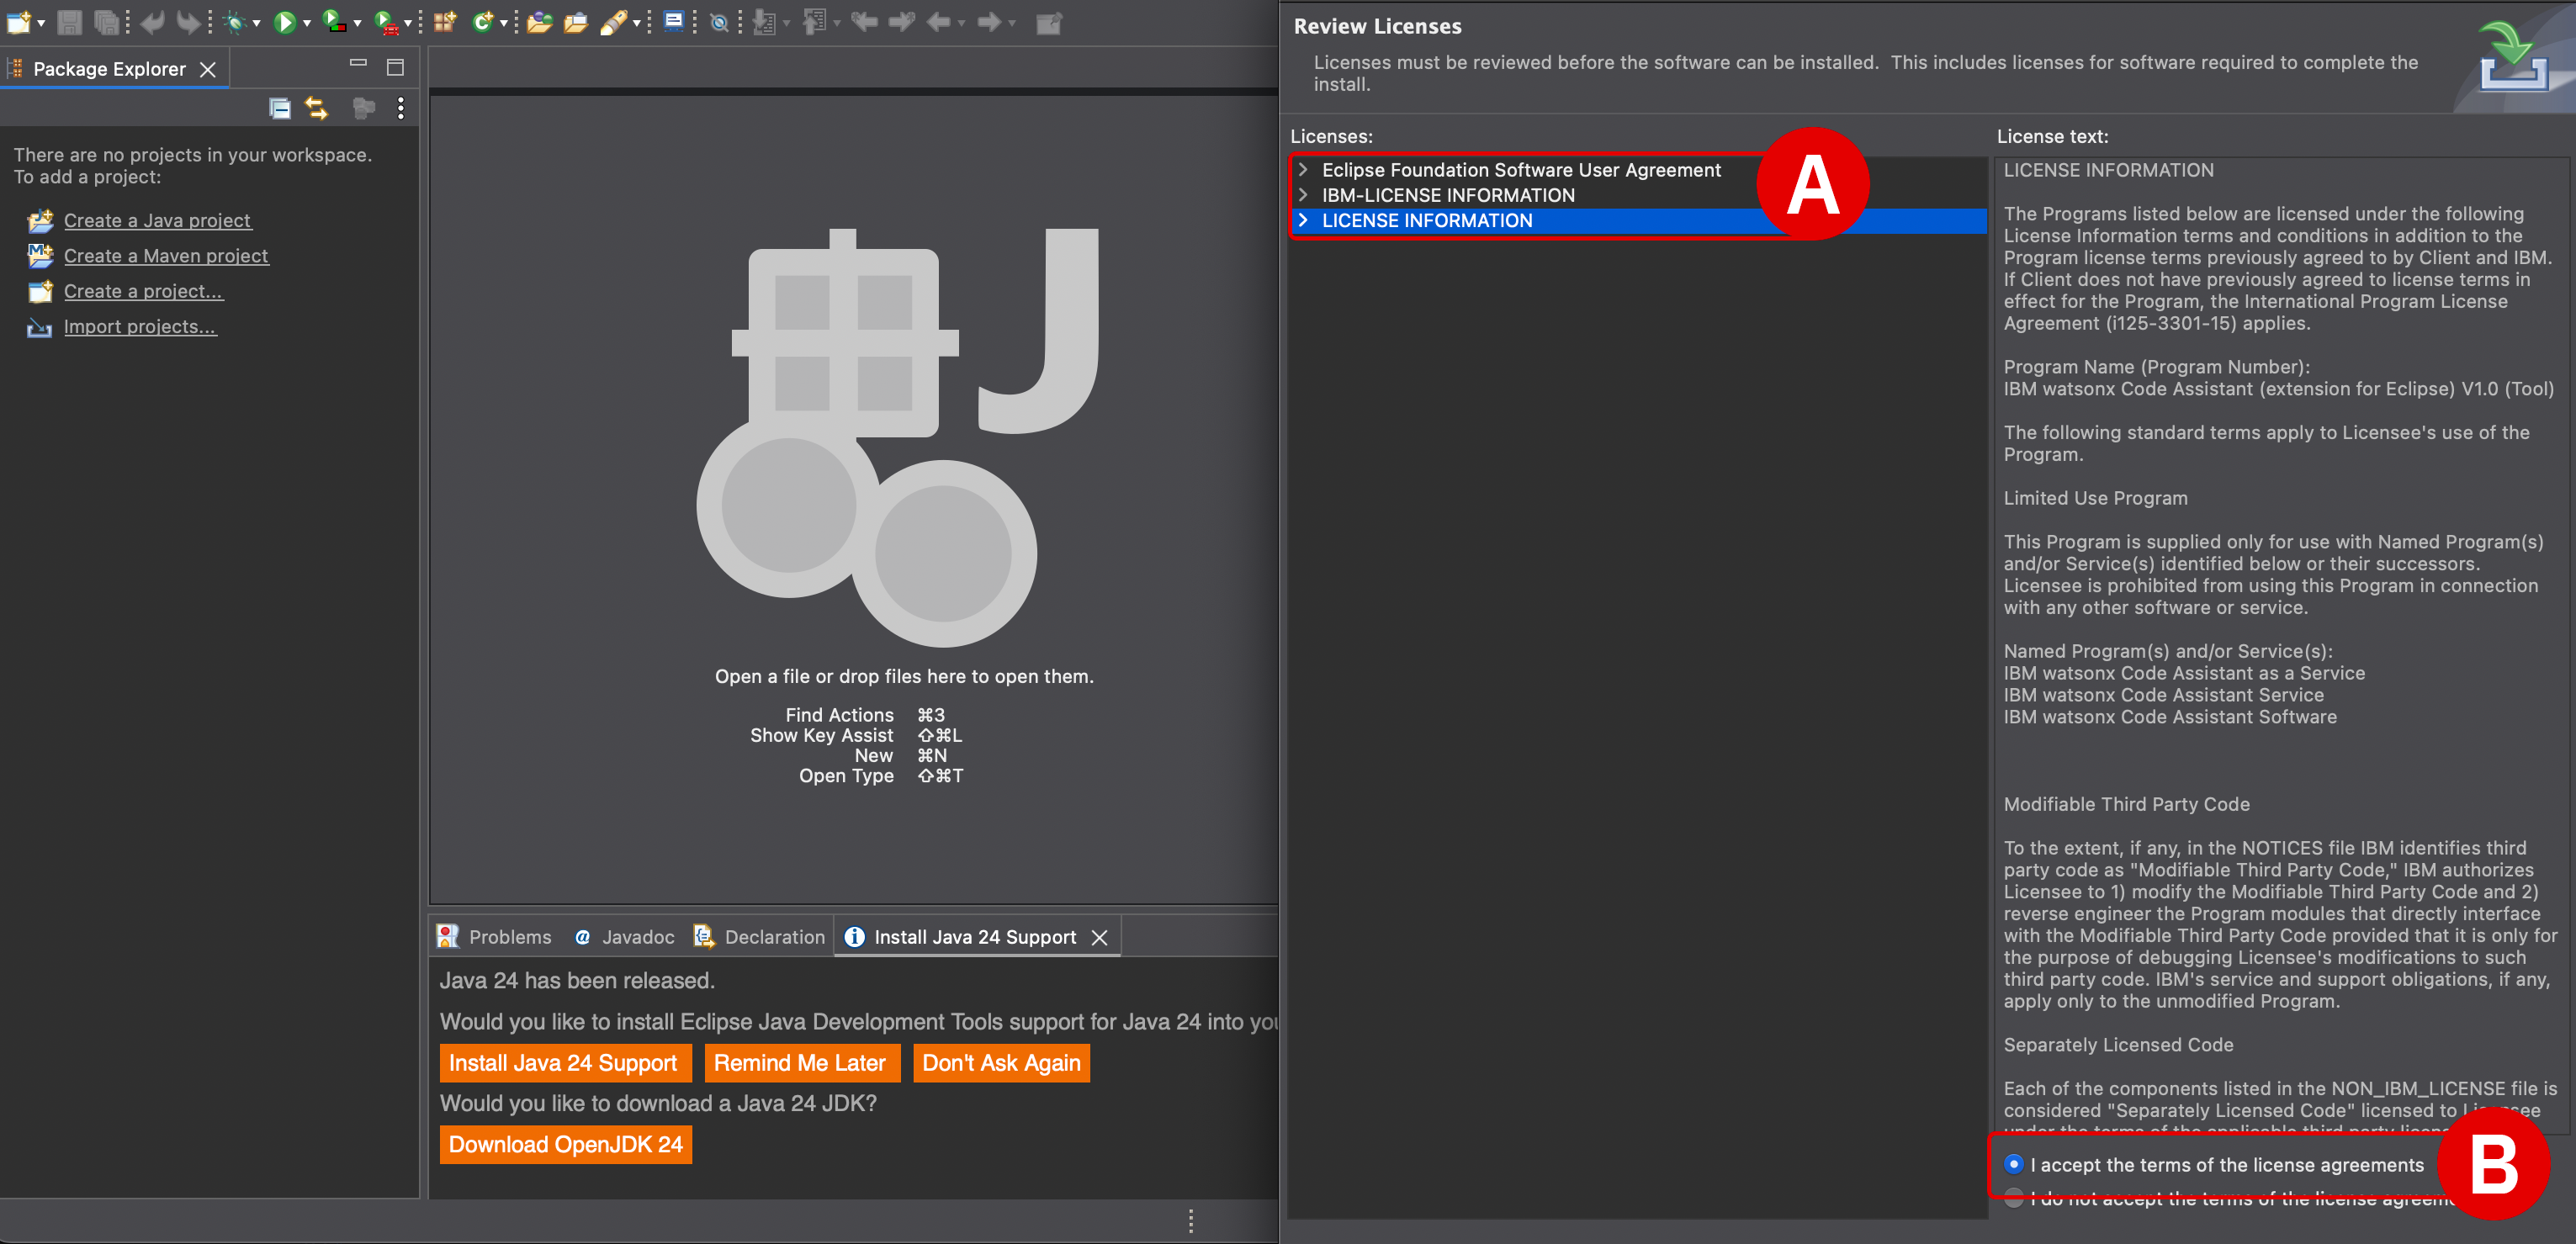 Package Explorer
There are no projects in your workspace.
To add a project:
Create a Java project
Create a Maven project
Create a project...
Import projects...
J
Open a file or drop files here to open them.
Find Actions ⌘3
Show Key Assist ⇧⌘L
New ⌘N
Open Type ⇧⌘T
Problems
Javadoc
Declaration
Install Java 24 Support
Java 24 has been released.
Would you like to install Eclipse Java Development Tools support for Java 24 into
Install Java 24 Support
Remind Me Later
Don't Ask Again
Would you like to download a Java 24 JDK?
Download OpenJDK 24
Review Licenses
Licenses must be reviewed before the software can be installed.  This includes licenses for software required to complete the
install.
Licenses:
Eclipse Foundation Software User Agreement
IBM-LICENSE INFORMATION
LICENSE INFORMATION
A
License text:
LICENSE INFORMATION
The Programs listed below are licensed under the following
License Information terms and conditions in addition to the
Program license terms previously agreed to by Client and IBM.
If Client does not have previously agreed to license terms in
effect for the Program, the International Program License
Agreement (i125-3301-15) applies.
Program Name (Program Number):
IBM watsonx Code Assistant (extension for Eclipse) V1.0 (Tool)
The following standard terms apply to Licensee's use of the
Program.
Limited Use Program
This Program is supplied only for use with Named Program(s)
and/or Service(s) identified below or their successors.
Licensee is prohibited from using this Program in connection
with any other software or service.
Named Program(s) and/or Service(s):
IBM watsonx Code Assistant as a Service
IBM watsonx Code Assistant Service
IBM watsonx Code Assistant Software
Modifiable Third Party Code
To the extent, if any, in the NOTICES file IBM identifies third
party code as "Modifiable Third Party Code," IBM authorizes
Licensee to 1) modify the Modifiable Third Party Code and 2)
reverse engineer the Program modules that directly interface
with the Modifiable Third Party Code provided that it is only for
the purpose of debugging Licensee's modifications to such
third party code. IBM's service and support obligations, if any,
apply only to the unmodified Program.
Separately Licensed Code
Each of the components listed in the NON_IBM_LICENSE file is
considered "Separately Licensed Code" licensed to Licensee
under the terms of the applicable third party
I accept the terms of the license agreements
I do not accept the terms of the license
B